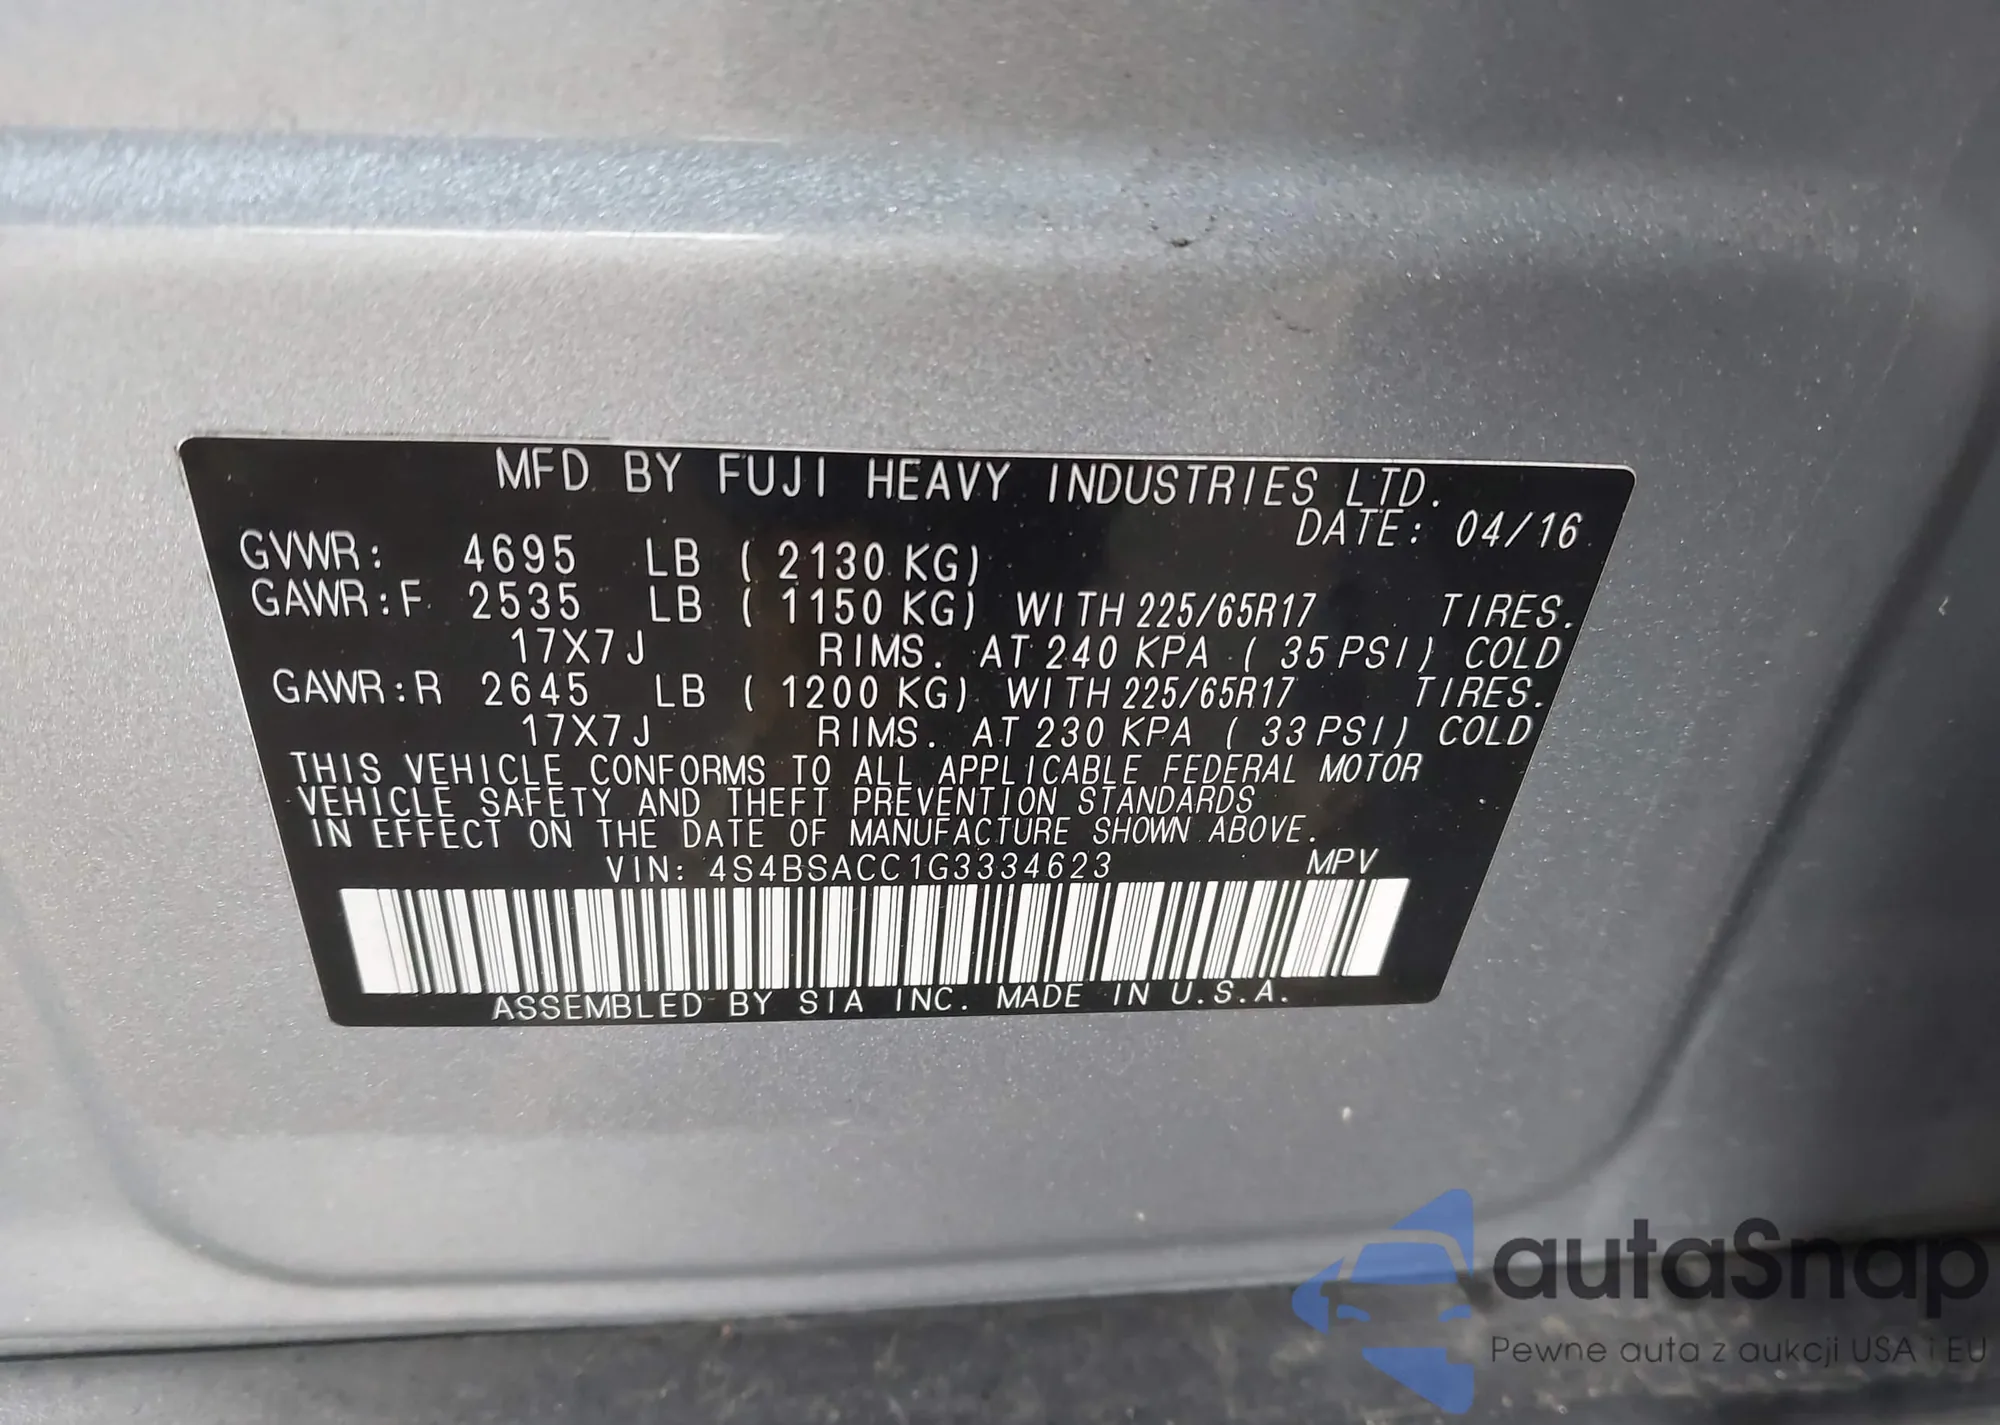 MFD BY FUJI HEAVY INDUSTRIES LTD.
DATE: 04/16
GVWR: 4695 LB ( 2130 KG)
GAWR:F 2535 LB ( 1150 KG) WITH 225/65R17 TIRES.
17X7J RIMS. AT 240 KPA ( 35 PSI) COLD
GAWR:R 2645 LB ( 1200 KG) WITH 225/65R17 TIRES.
17X7J RIMS. AT 230 KPA ( 33 PSI) COLD
THIS VEHICLE CONFORMS TO ALL APPLICABLE FEDERAL MOTOR
VEHICLE SAFETY AND THEFT PREVENTION STANDARDS
IN EFFECT ON THE DATE OF MANUFACTURE SHOWN ABOVE.
VIN: 4S4BSACC1G3334623 MPV
ASSEMBLED BY SIA INC. MADE IN U.S.A.
autaSnap
Pewne auta z aukcji USA i EU